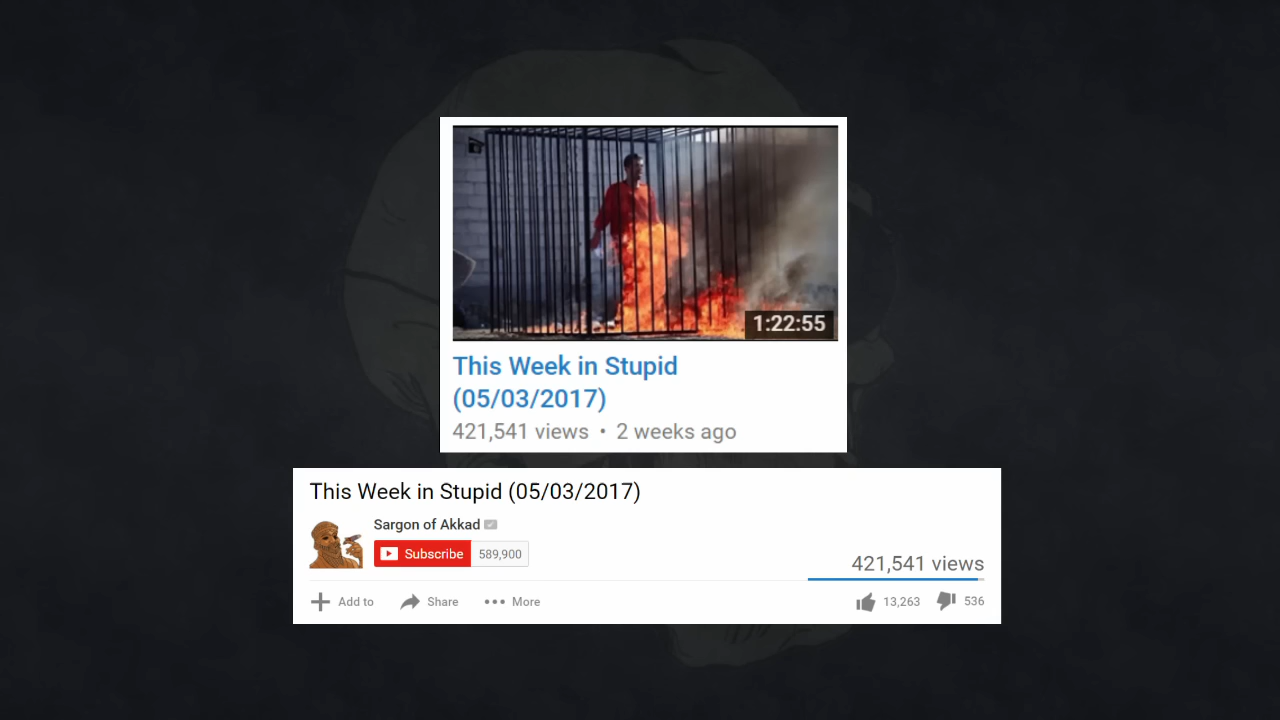 1:22:55
This Week in Stupid
(05/03/2017)
421,541 views • 2 weeks ago
This Week in Stupid (05/03/2017)
Sargon of Akkad
Subscribe 589,900
421,541 views
Add to Share More 13,263 536